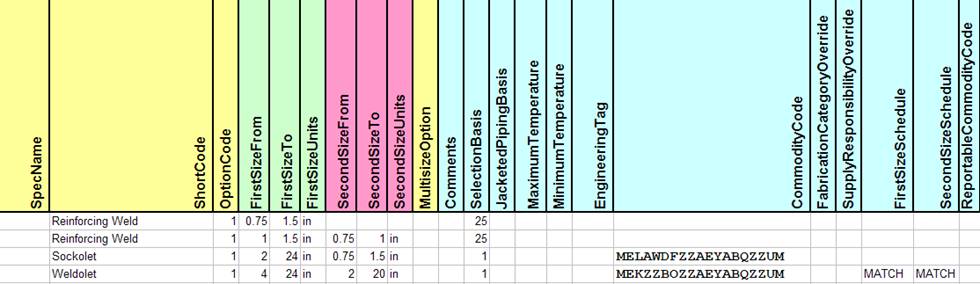 SpecName ShortCode OptionCode FirstSizeFrom FirstSizeTo FirstSizeUnits SecondSizeFrom SecondSizeTo SecondSizeUnits MultisizeOption Comments SelectionBasis JacketedPipingBasis MaximumTemperature MinimumTemperature EngineeringTag CommodityCode FabricationCategoryOverride SupplyResponsibilityOverride FirstSizeSchedule SecondSizeSchedule ReportableCommodityCode
Reinforcing Weld 1 0.75 1.5 in 25
Reinforcing Weld 1 1 1.5 in 0.75 1 in 25
Sockolet 1 2 24 in 0.75 1.5 in 1 MELAWDFZZAEYABQZZUM
Weldolet 1 4 24 in 2 20 in 1 MEKZZBOZZAEYABQZZUM MATCH MATCH